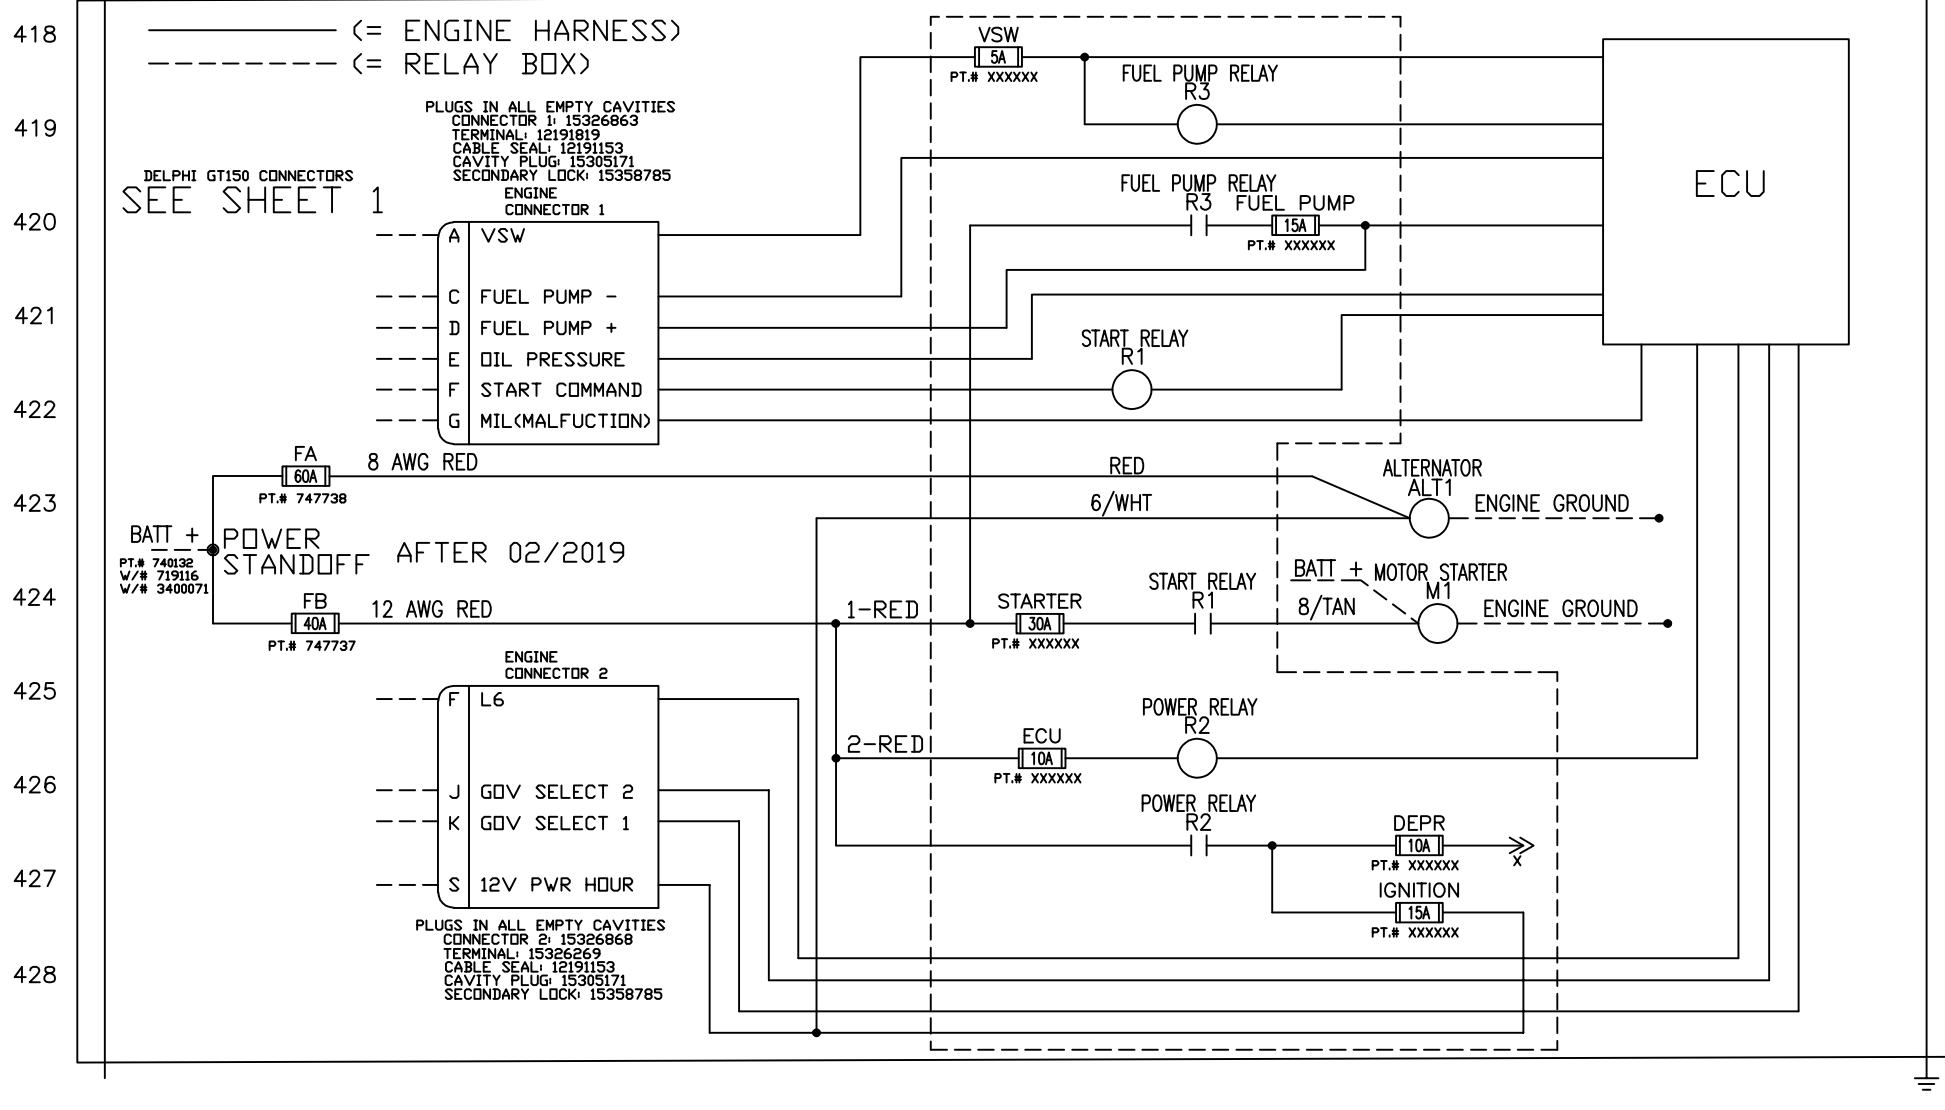 418
(= ENGINE HARNESS)
(= RELAY BOX)
VSW
5A
PT.# XXXXXX
FUEL PUMP RELAY
R3
419
PLUGS IN ALL EMPTY CAVITIES
CONNECTOR 1: 15326863
TERMINAL: 12191819
CABLE SEAL: 12191153
CAVITY PLUG: 15305171
SECONDARY LOCK: 15358785
DELPHI GT150 CONNECTORS
SEE SHEET 1
ENGINE
CONNECTOR 1
ECU
420
FUEL PUMP RELAY
R3
FUEL PUMP
15A
PT.# XXXXXX
A VSW
C FUEL PUMP -
421
D FUEL PUMP +
E OIL PRESSURE
F START COMMAND
G MIL(MALFUCTION)
START RELAY
R1
422
FA
60A
PT.# 747738
8 AWG RED
RED
ALTERNATOR
ALT1
ENGINE GROUND
423
6/WHT
BATT +
POWER
STANDOFF
AFTER 02/2019
PT.# 740132
W/# 719116
W/# 3400071
424
FB
40A
PT.# 747737
12 AWG RED
1-RED
STARTER
30A
PT.# XXXXXX
START RELAY
R1
BATT +
MOTOR STARTER
M1
8/TAN
ENGINE GROUND
425
ENGINE
CONNECTOR 2
F L6
POWER RELAY
R2
2-RED
ECU
10A
PT.# XXXXXX
426
J GOV SELECT 2
K GOV SELECT 1
POWER RELAY
R2
DEPR
10A
PT.# XXXXXX
X
427
S 12V PWR HOUR
IGNITION
15A
PT.# XXXXXX
PLUGS IN ALL EMPTY CAVITIES
CONNECTOR 2: 15326868
TERMINAL: 15326269
CABLE SEAL: 12191153
CAVITY PLUG: 15305171
SECONDARY LOCK: 15358785
428